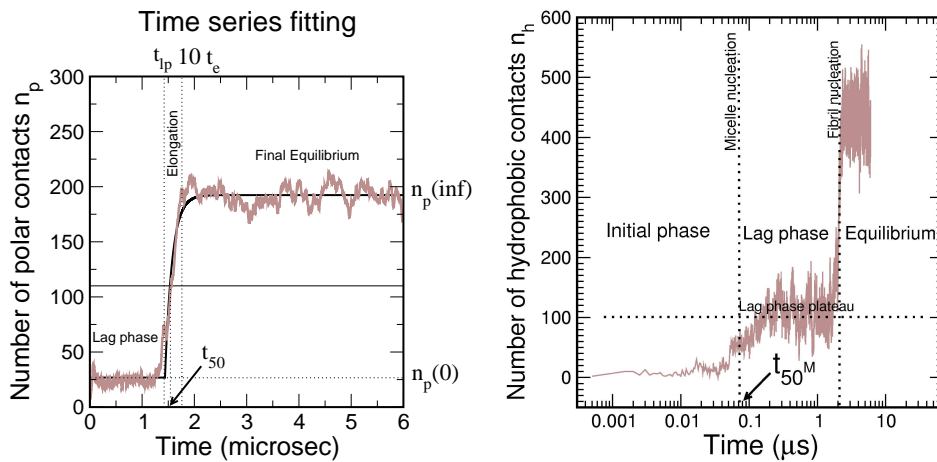 Time series fitting
t_lp 10 t_e
Number of polar contacts n_p
300
250
200
150
100
50
0
Elongation
Final Equilibrium
Lag phase
n_p(inf)
n_p(0)
t_50
0 1 2 3 4 5 6
Time (microsec)
Number of hydrophobic contacts n_h
600
500
400
300
200
100
0
Micelle nucleation
Fibril nucleation
Initial phase
Lag phase
Equilibrium
Lag phase plateau
t_50^M
0.001 0.01 0.1 1 10
Time (μs)